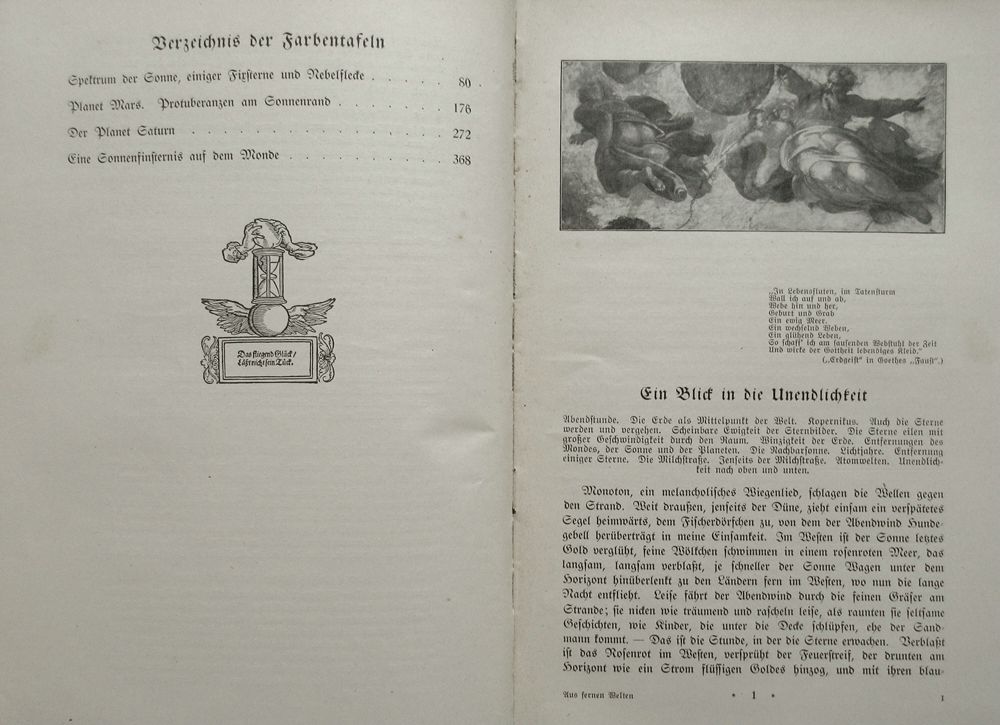 Verzeichnis der Farbentafeln
Spektrum der Sonne, einiger Fixsterne und Nebelflecke . . . . . . 80 .
Planet Mars. Protuberanzen am Sonnenrand . . . . . . . . 176
Der Planet Saturn . . . . . . . . . . . . . . . . . 272
Eine Sonnenfinsternis auf dem Monde . . . . . . . . . . . . 368
Das fliegend Glück/
Läßt nicht sein Tück.
„In Lebensfluten, im Tatensturm
Wall ich auf und ab,
Webe hin und her,
Geburt und Grab
Ein ewig Meer.
Ein wechselnd Weben,
Ein glühend Leben,
So schaff' ich am sausenden Webstuhl der Zeit
Und wirke der Gottheit lebendiges Kleid.“
(„Erdgeist“ in Goethes „Faust“.)
Ein Blick in die Unendlichkeit
Abendstunde. Die Erde als Mittelpunkt der Welt. Kopernikus. Auch die Sterne
werden und vergehen. Scheinbare Ewigkeit der Sternbilder. Die Sterne eilen mit
großer Geschwindigkeit durch den Raum. Winzigkeit der Erde. Entfernungen des
Mondes, der Sonne und der Planeten. Die Nachbarsonne. Lichtjahre. Entfernung
einiger Sterne. Die Milchstraße. Jenseits der Milchstraße. Atomwelten. Unendlich-
keit nach oben und unten.
Monoton, ein melancholisches Wiegenlied, schlagen die Wellen gegen
den Strand. Weit draußen, jenseits der Düne, zieht einsam ein verspätetes
Segel heimwärts, dem Fischerdörfchen zu, von dem der Abendwind Hunde-
gebell herüberträgt in meine Einsamkeit. Im Westen ist der Sonne letztes
Gold verglüht, feine Wölkchen schwimmen in einem rosenroten Meer, das
langsam, langsam verblaßt, je schneller der Sonne Wagen unter dem
Horizont hinüberlenkt zu den Ländern fern im Westen, wo nun die lange
Nacht entflieht. Leise fährt der Abendwind durch die feinen Gräser am
Strande; sie nicken wie träumend und rascheln leise, als raunten sie seltsame
Geschichten, wie Kinder, die unter die Decke schlüpfen, ehe der Sand-
mann kommt. — Das ist die Stunde, in der die Sterne erwachen. Verblaßt
ist das Rosenrot im Westen, versprüht der Feuerstreif, der drunten am
Horizont wie ein Strom flüssigen Goldes hinzog, und mit ihren blau-
Aus fernen Welten * 1 * 1